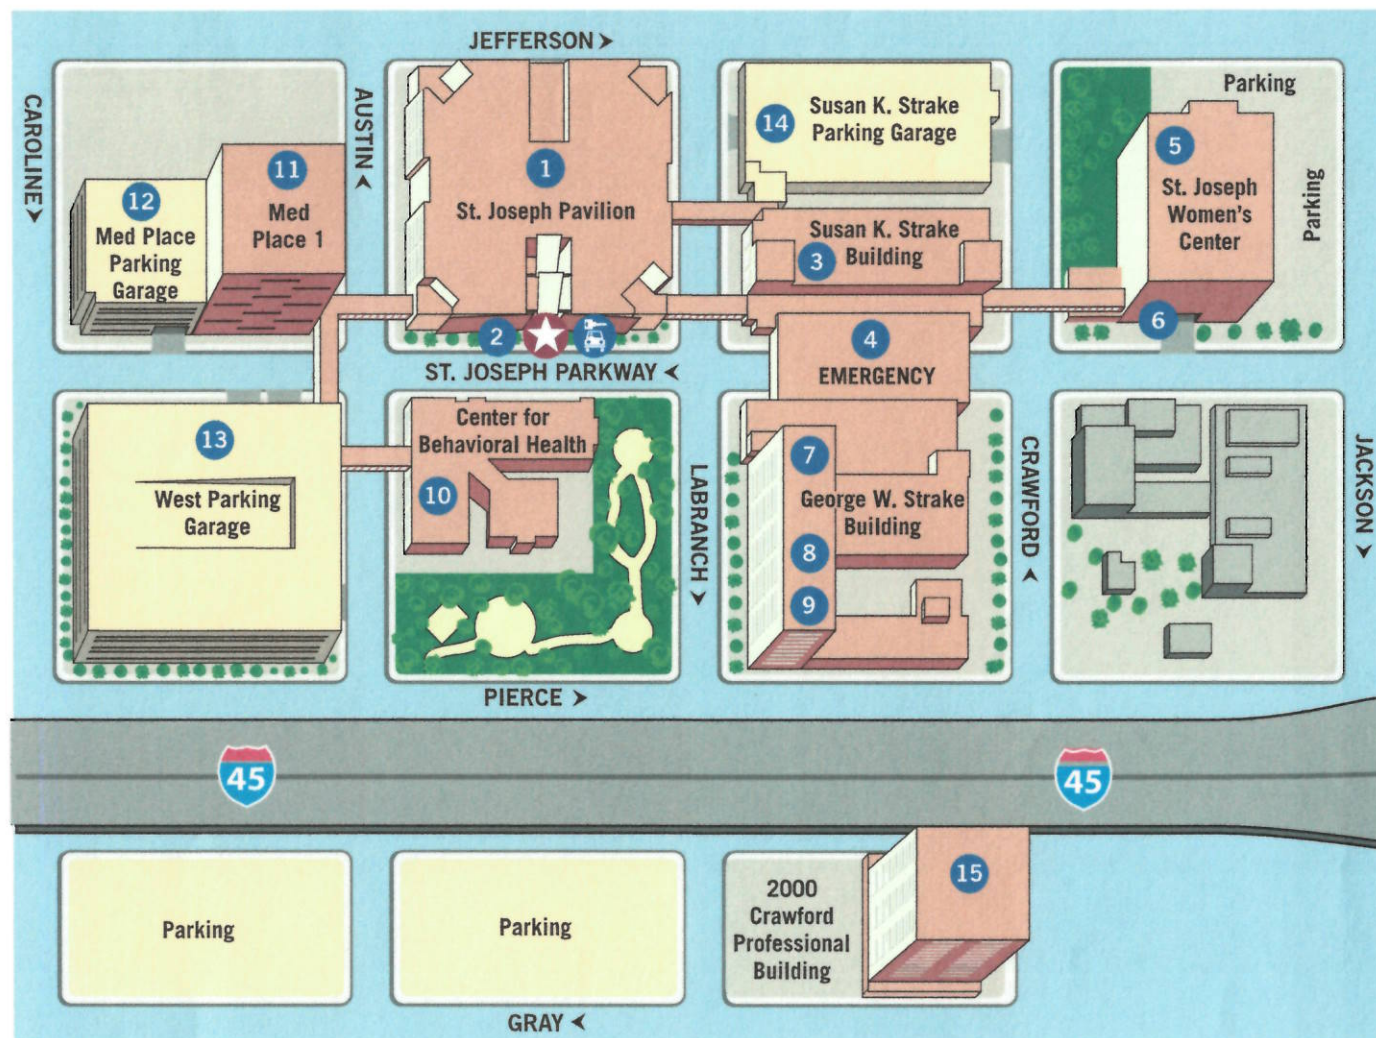 JEFFERSON >
CAROLINE >
AUSTIN <
14
Susan K. Strake
Parking Garage
Parking
5
St. Joseph
Women's
Center
Parking
1
St. Joseph Pavilion
11
Med
Place 1
12
Med Place
Parking
Garage
Susan K. Strake
Building
3
6
2
4
EMERGENCY
ST. JOSEPH PARKWAY <
13
West Parking
Garage
Center for
Behavioral Health
10
LABRANCH >
7
George W. Strake
Building
8
9
CRAWFORD <
JACKSON >
PIERCE >
45
45
Parking
Parking
2000
Crawford
Professional
Building
15
GRAY <